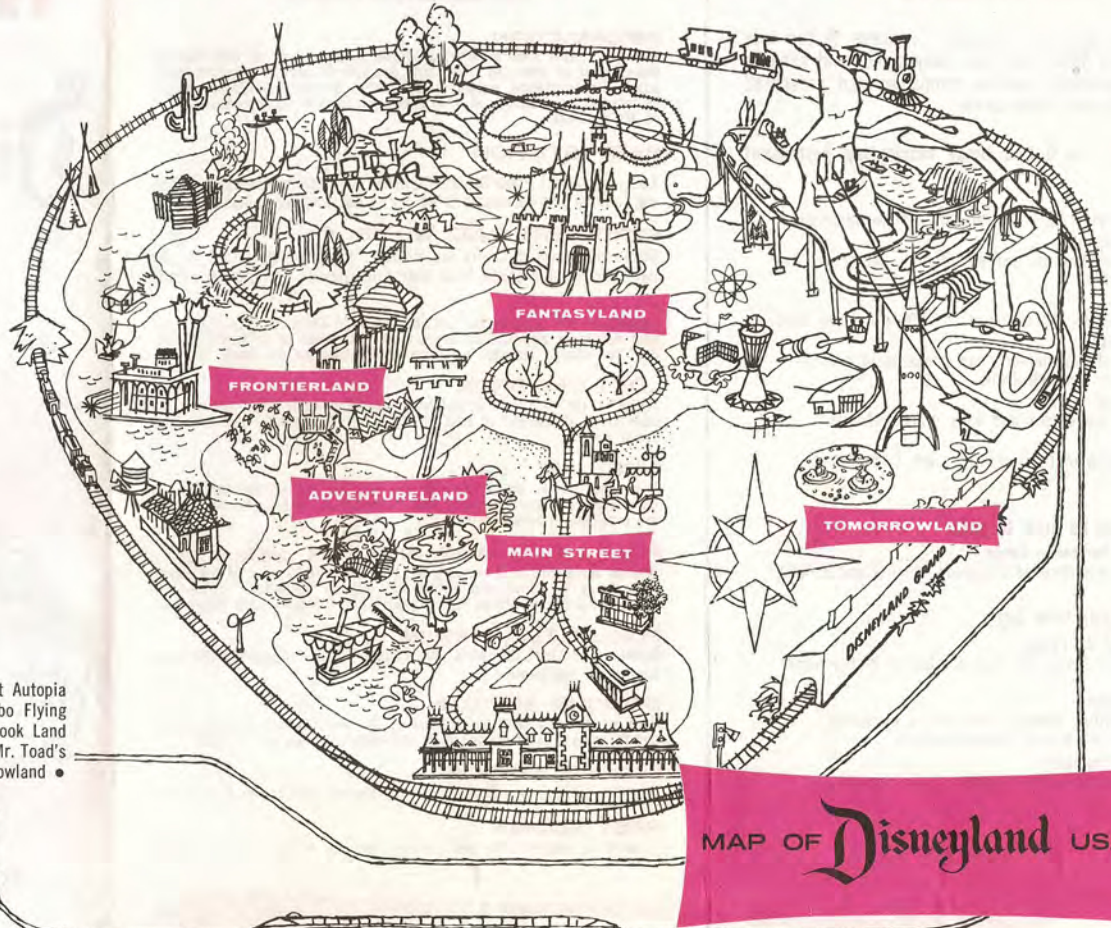 FANTASYLAND
FRONTIERLAND
ADVENTURELAND
TOMORROWLAND
MAIN STREET
DISNEYLAND GRAND
t Autopia
bo Flying
ook Land
Mr. Toad's
owland •
MAP OF Disneyland US